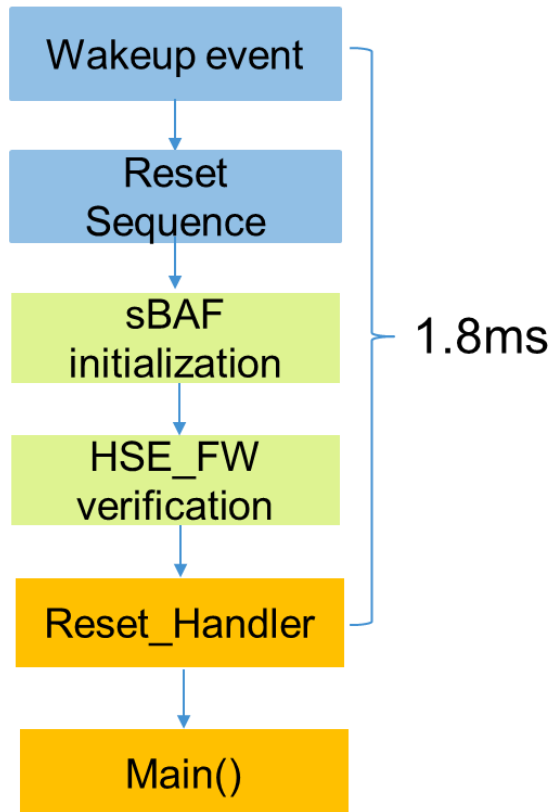 Wakeup event
Reset
Sequence
sBAF
initialization
1.8ms
HSE_FW
verification
Reset_Handler
Main()